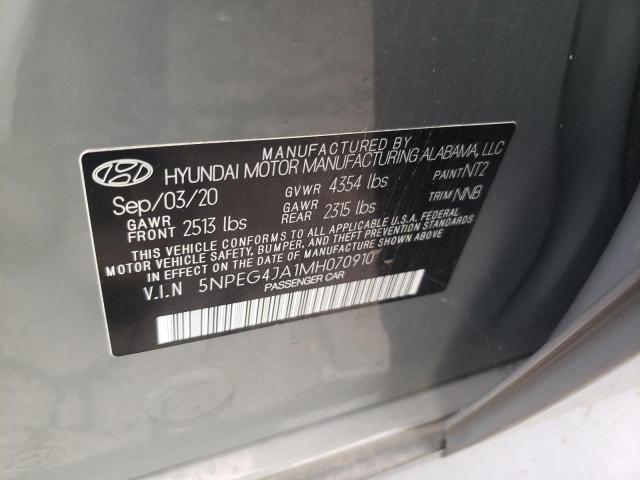 MANUFACTURED BY
HYUNDAI MOTOR MANUFACTURING ALABAMA, LLC
Sep/03/20 GVWR 4354 lbs PAINT NT2
GAWR FRONT 2513 lbs GAWR REAR 2315 lbs TRIM NNB
THIS VEHICLE CONFORMS TO ALL APPLICABLE U.S.A. FEDERAL
MOTOR VEHICLE SAFETY, BUMPER, AND THEFT PREVENTION STANDARDS
IN EFFECT ON THE DATE OF MANUFACTURE SHOWN ABOVE.
V.I.N 5NPEG4JA1MH070910
PASSENGER CAR